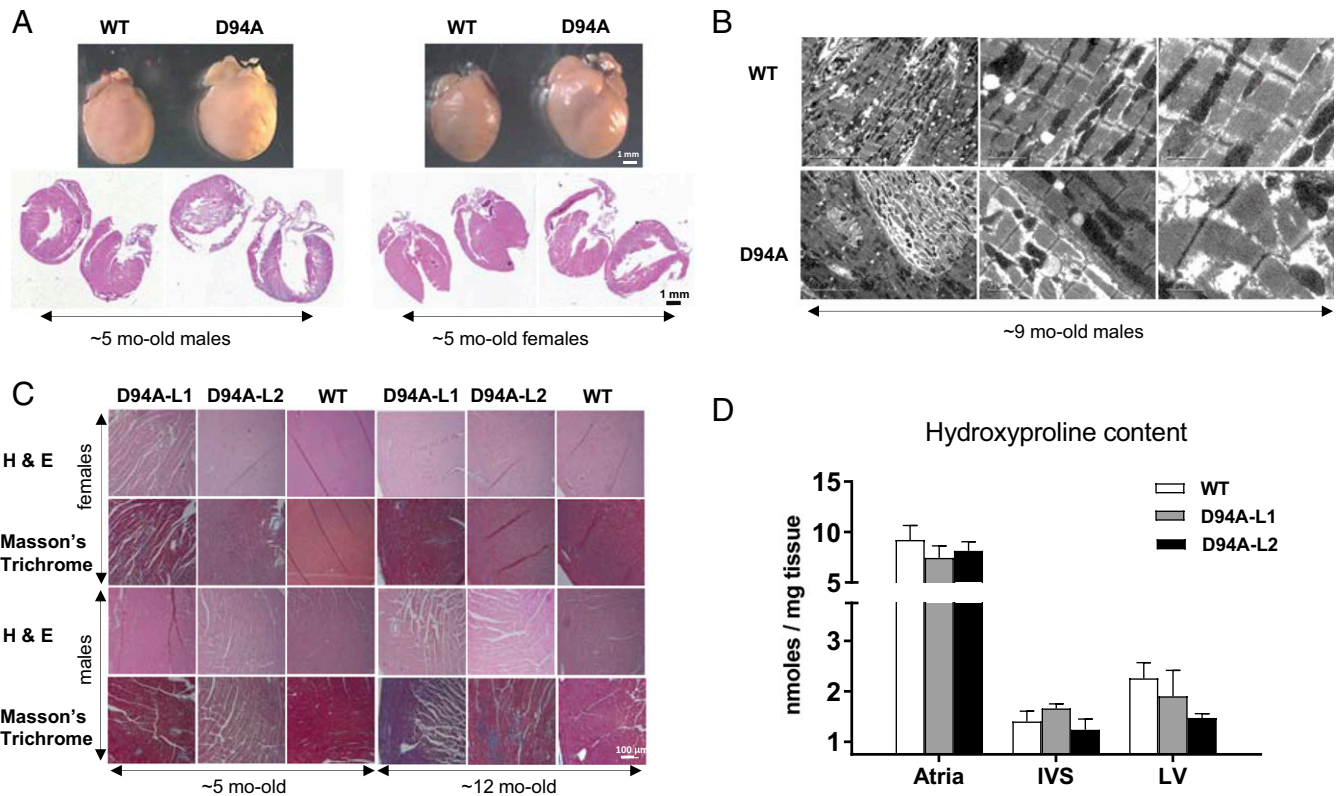 A
WT
D94A
WT
D94A
1 mm
1 mm
~5 mo-old males
~5 mo-old females
B
WT
D94A
~9 mo-old males
C
D94A-L1
D94A-L2
WT
D94A-L1
D94A-L2
WT
H & E
females
Masson's
Trichrome
H & E
males
Masson's
Trichrome
100 µm
~5 mo-old
~12 mo-old
D
Hydroxyproline content
nmoles / mg tissue
15
10
5
3
2
1
WT
D94A-L1
D94A-L2
Atria
IVS
LV